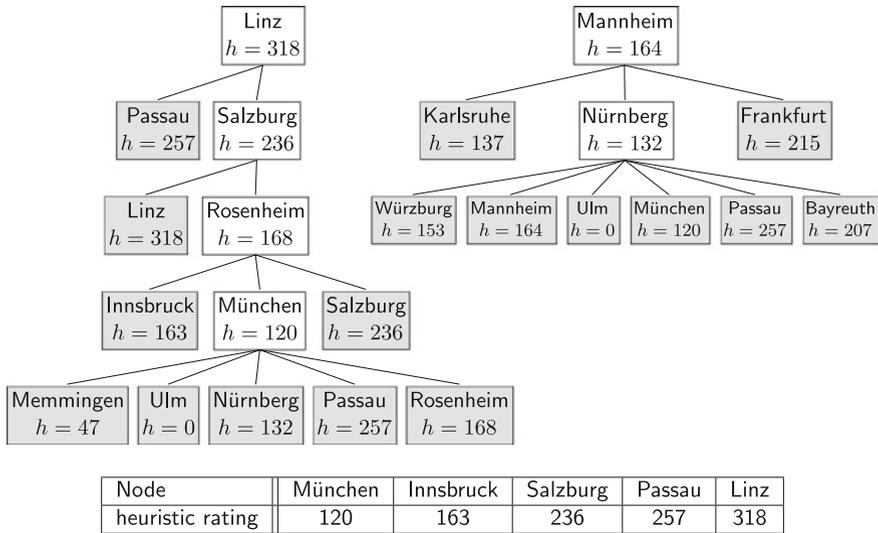 Linz
h = 318
Mannheim
h = 164
Passau
h = 257
Salzburg
h = 236
Karlsruhe
h = 137
Nürnberg
h = 132
Frankfurt
h = 215
Linz
h = 318
Rosenheim
h = 168
Würzburg
h = 153
Mannheim
h = 164
Ulm
h = 0
München
h = 120
Passau
h = 257
Bayreuth
h = 207
Innsbruck
h = 163
München
h = 120
Salzburg
h = 236
Memmingen
h = 47
Ulm
h = 0
Nürnberg
h = 132
Passau
h = 257
Rosenheim
h = 168
Node München Innsbruck Salzburg Passau Linz
heuristic rating 120 163 236 257 318